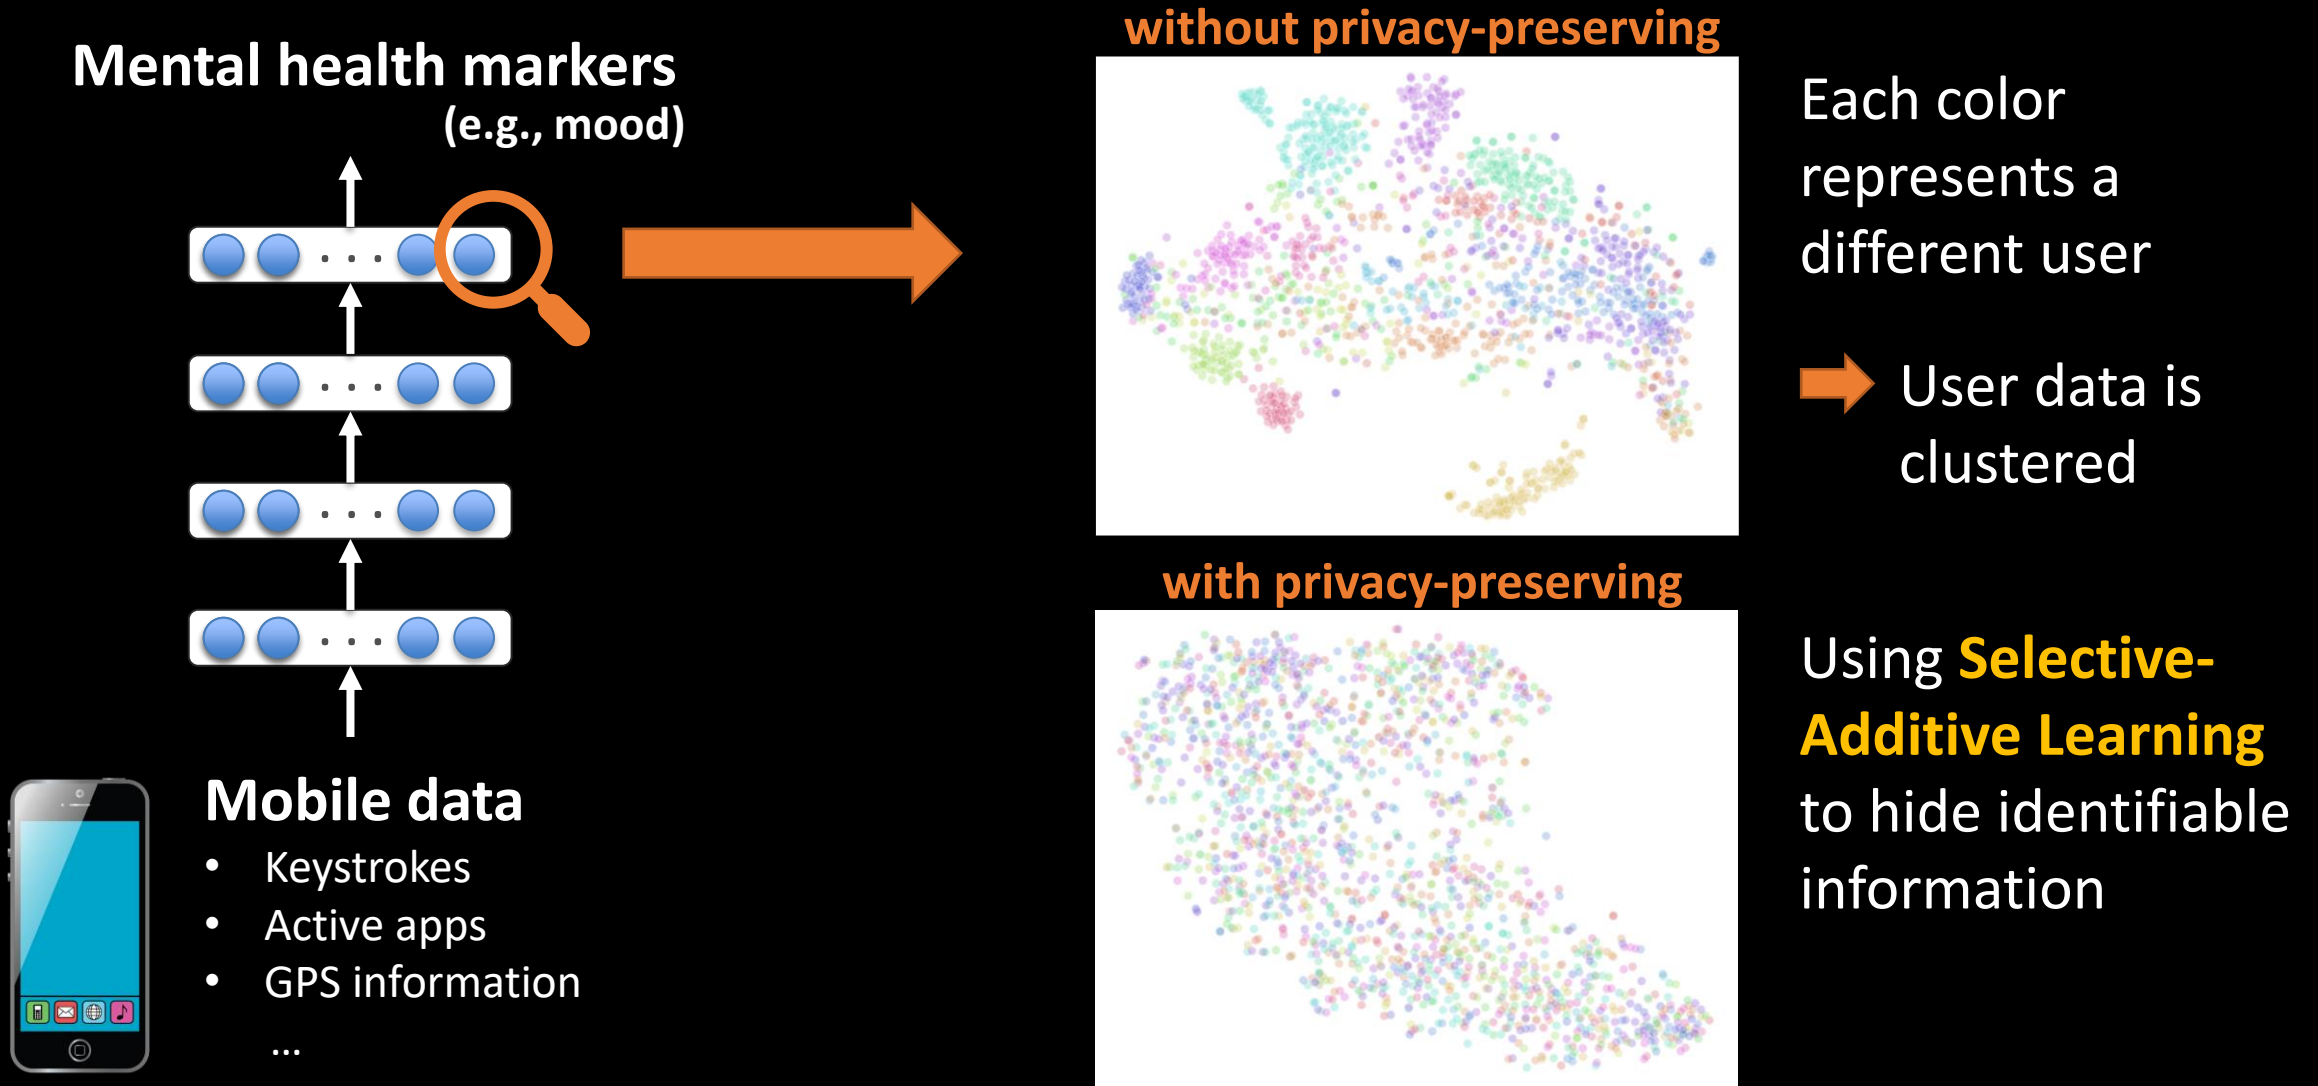 Mental health markers
(e.g., mood)
. . .
. . .
. . .
. . .
Mobile data
• Keystrokes
• Active apps
• GPS information
...
without privacy-preserving
Each color
represents a
different user
User data is
clustered
with privacy-preserving
Using Selective-
Additive Learning
to hide identifiable
information